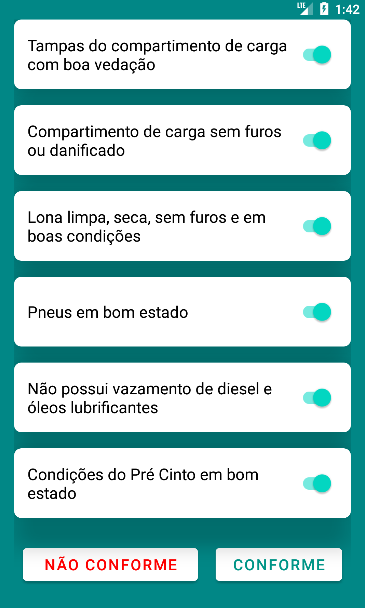 LTE 1:42
Tampas do compartimento de carga
com boa vedação
Compartimento de carga sem furos
ou danificado
Lona limpa, seca, sem furos e em
boas condições
Pneus em bom estado
Não possui vazamento de diesel e
óleos lubrificantes
Condições do Pré Cinto em bom
estado
NÃO CONFORME CONFORME